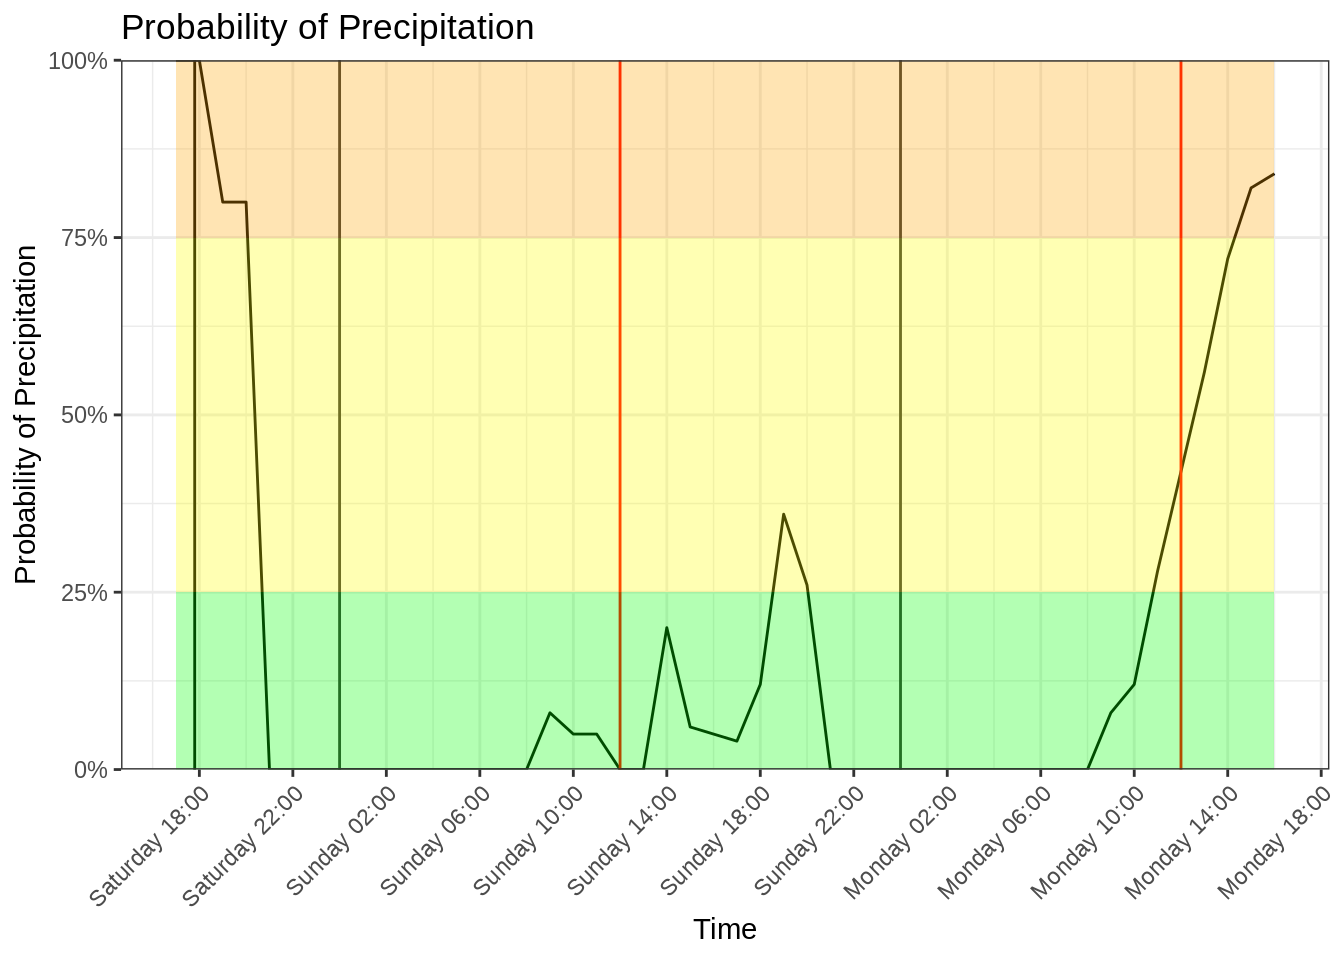 Probability of Precipitation
Probability of Precipitation
100%
75%
50%
25%
0%
Saturday 18:00
Saturday 22:00
Sunday 02:00
Sunday 06:00
Sunday 10:00
Sunday 14:00
Sunday 18:00
Sunday 22:00
Monday 02:00
Monday 06:00
Monday 10:00
Monday 14:00
Monday 18:00
Time